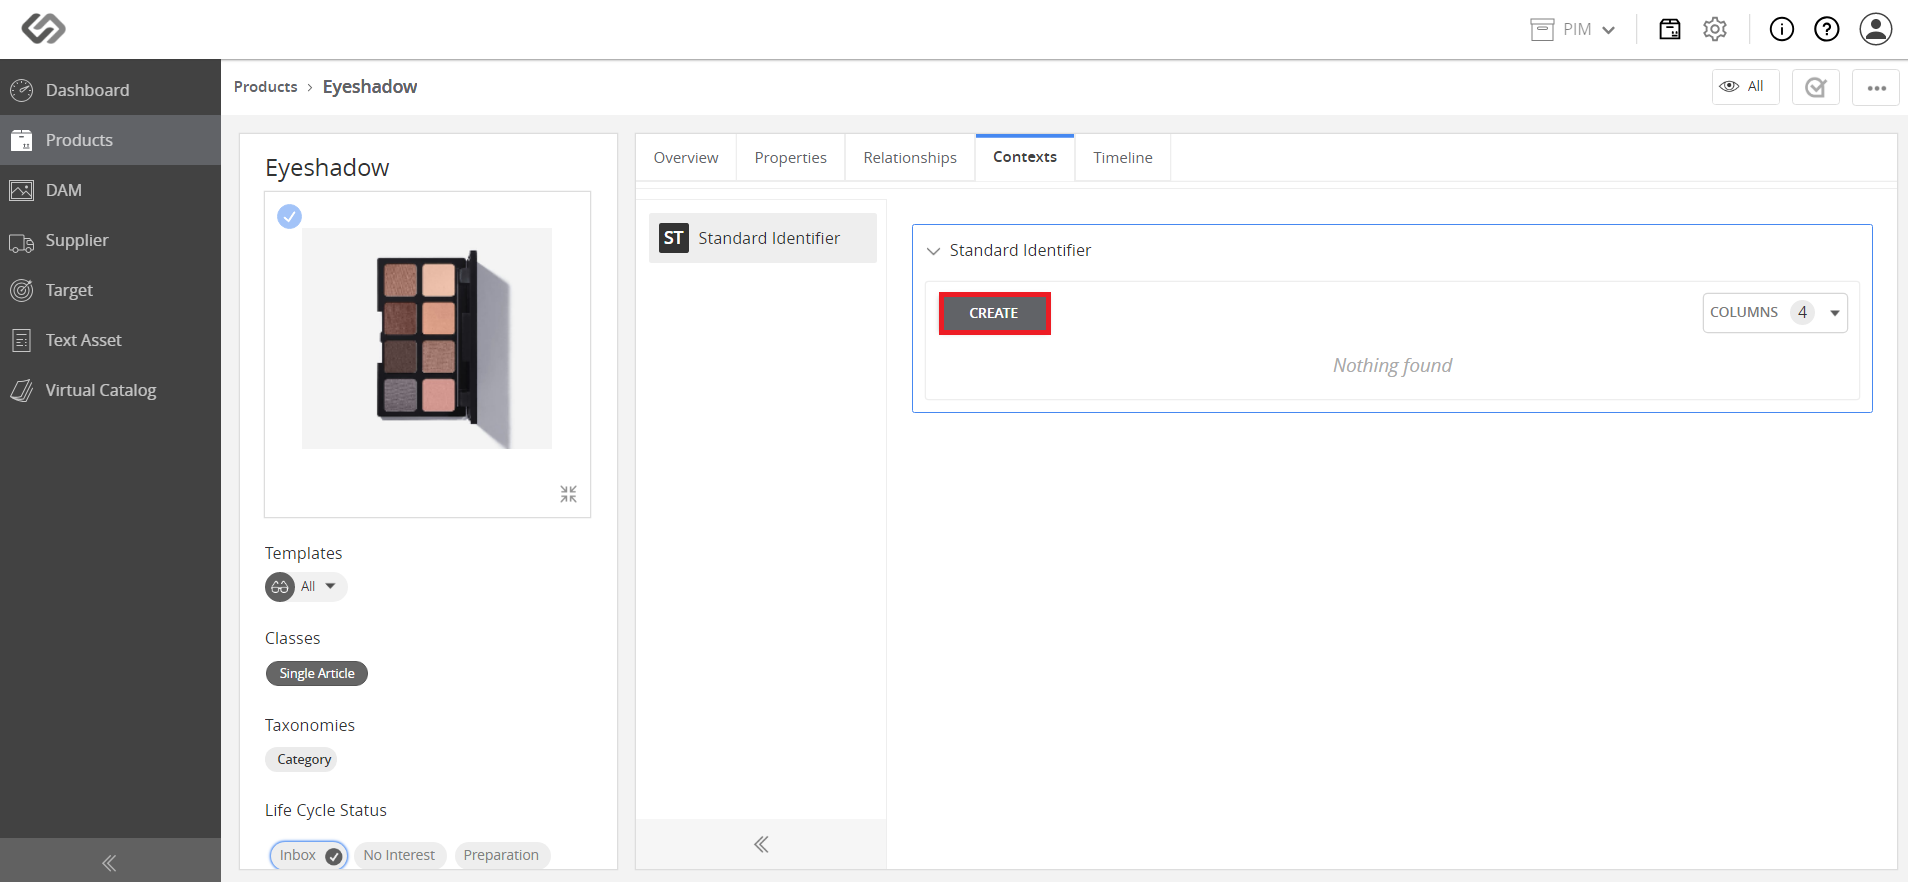 PIM
Dashboard
Products
DAM
Supplier
Target
Text Asset
Virtual Catalog
Products › Eyeshadow
All
Eyeshadow
Templates
All
Classes
Single Article
Taxonomies
Category
Life Cycle Status
Inbox No Interest Preparation
Overview Properties Relationships Contexts Timeline
ST Standard Identifier
Standard Identifier
CREATE
COLUMNS 4
Nothing found